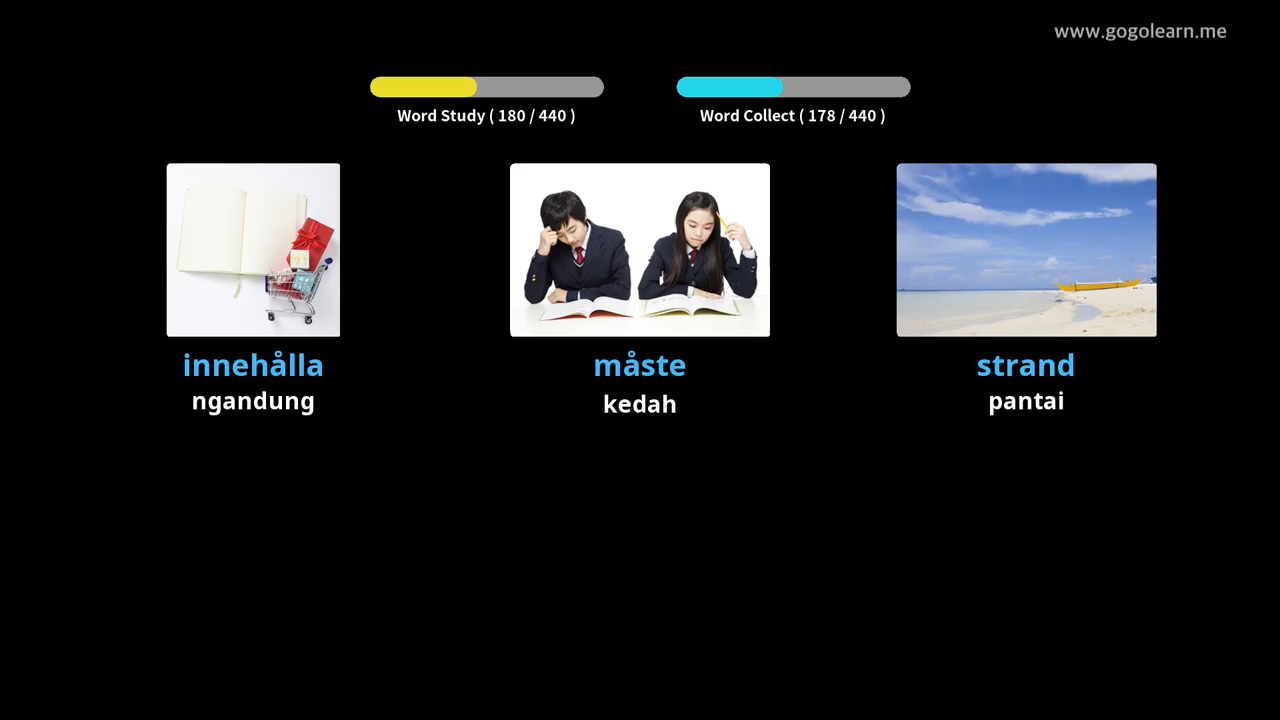 www.gogolearn.me
Word Study ( 180 / 440 )
Word Collect ( 178 / 440 )
innehålla
ngandung
måste
kedah
strand
pantai